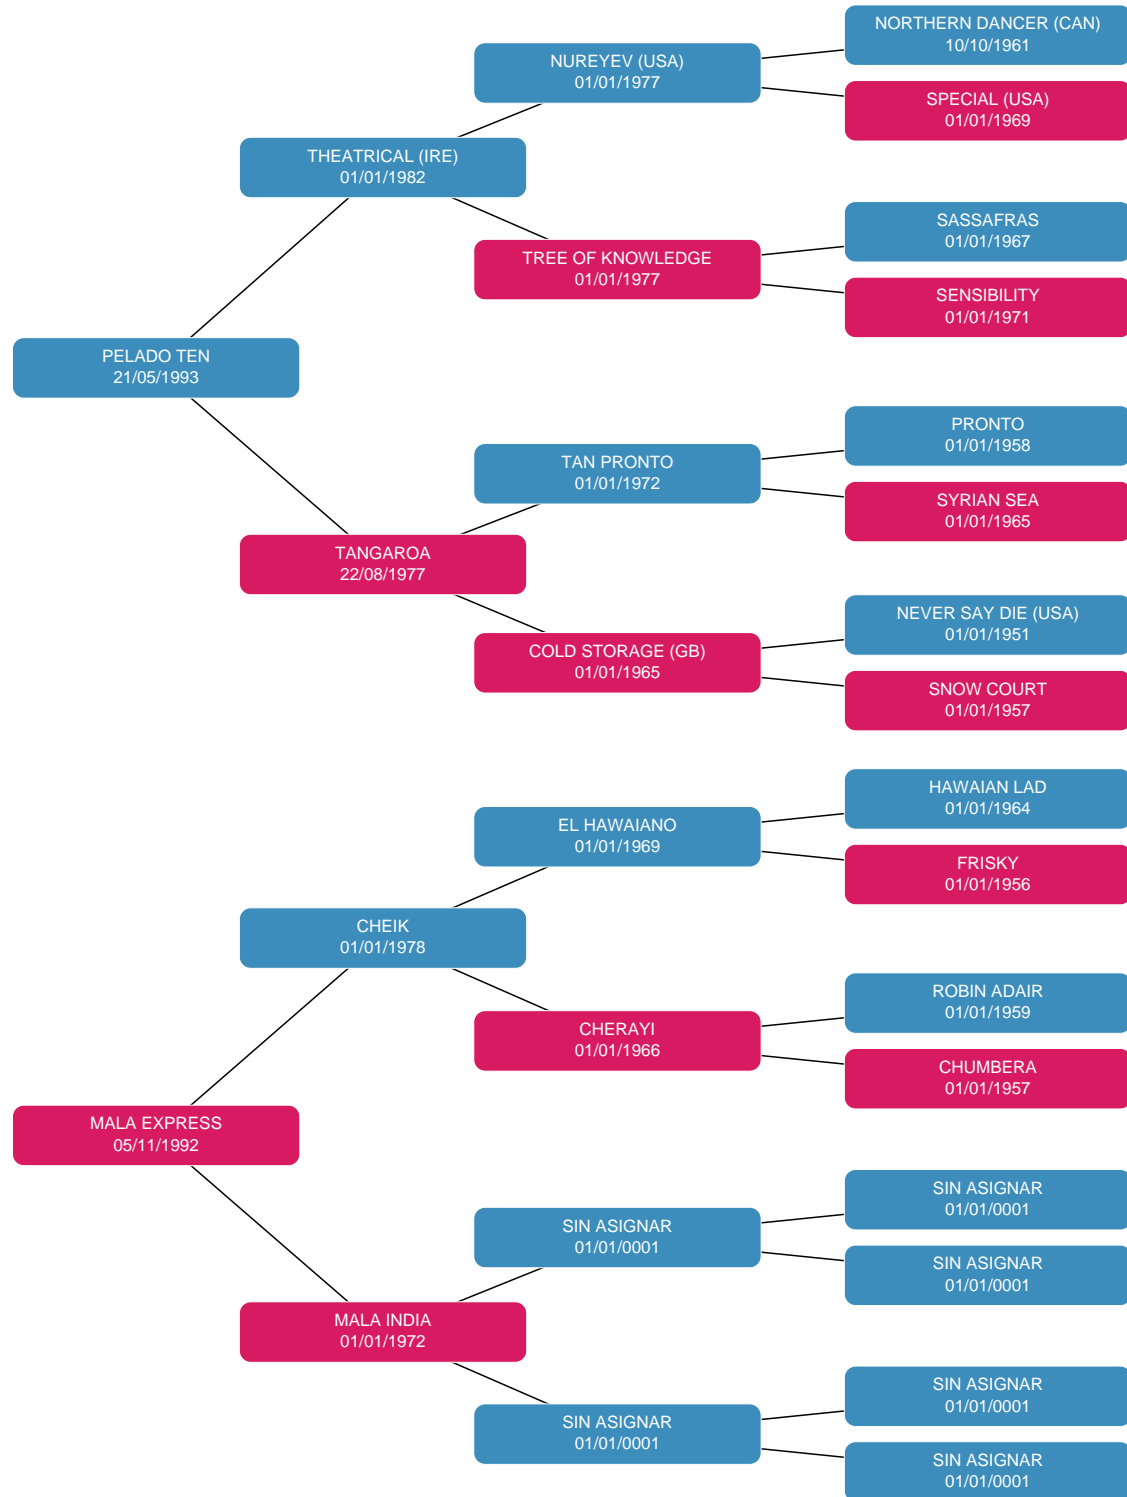 NORTHERN DANCER (CAN)
10/10/1961
NUREYEV (USA)
01/01/1977
SPECIAL (USA)
01/01/1969
THEATRICAL (IRE)
01/01/1982
SASSAFRAS
01/01/1967
TREE OF KNOWLEDGE
01/01/1977
SENSIBILITY
01/01/1971
PELADO TEN
21/05/1993
PRONTO
01/01/1958
TAN PRONTO
01/01/1972
SYRIAN SEA
01/01/1965
TANGAROA
22/08/1977
NEVER SAY DIE (USA)
01/01/1951
COLD STORAGE (GB)
01/01/1965
SNOW COURT
01/01/1957
HAWAIAN LAD
01/01/1964
EL HAWAIANO
01/01/1969
FRISKY
01/01/1956
CHEIK
01/01/1978
ROBIN ADAIR
01/01/1959
CHERAYI
01/01/1966
CHUMBERA
01/01/1957
MALA EXPRESS
05/11/1992
SIN ASIGNAR
01/01/0001
SIN ASIGNAR
01/01/0001
SIN ASIGNAR
01/01/0001
MALA INDIA
01/01/1972
SIN ASIGNAR
01/01/0001
SIN ASIGNAR
01/01/0001
SIN ASIGNAR
01/01/0001